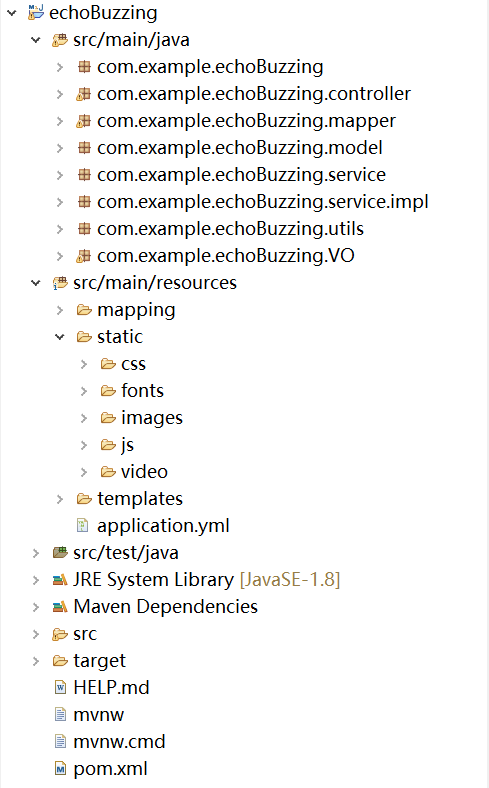 echoBuzzing
src/main/java
com.example.echoBuzzing
com.example.echoBuzzing.controller
com.example.echoBuzzing.mapper
com.example.echoBuzzing.model
com.example.echoBuzzing.service
com.example.echoBuzzing.service.impl
com.example.echoBuzzing.utils
com.example.echoBuzzing.VO
src/main/resources
mapping
static
css
fonts
images
js
video
templates
application.yml
src/test/java
JRE System Library [JavaSE-1.8]
Maven Dependencies
src
target
HELP.md
mvnw
mvnw.cmd
pom.xml